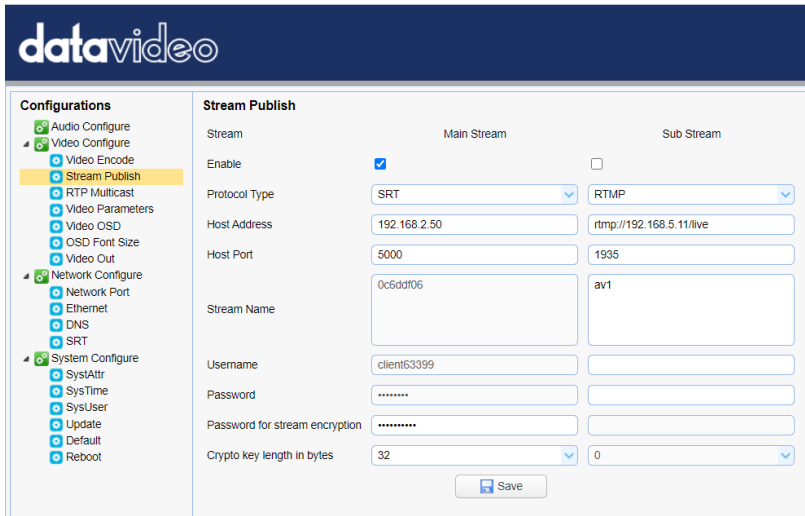 datavideo
Configurations
Audio Configure
Video Configure
Video Encode
Stream Publish
RTP Multicast
Video Parameters
Video OSD
OSD Font Size
Video Out
Network Configure
Network Port
Ethernet
DNS
SRT
System Configure
SystAttr
SysTime
SysUser
Update
Default
Reboot
Stream Publish
Stream Main Stream Sub Stream
Enable
Protocol Type SRT RTMP
Host Address 192.168.2.50 rtmp://192.168.5.11/live
Host Port 5000 1935
Stream Name 0c6ddf06 av1
Username client63399
Password ••••••••
Password for stream encryption ••••••••••
Crypto key length in bytes 32 0
Save